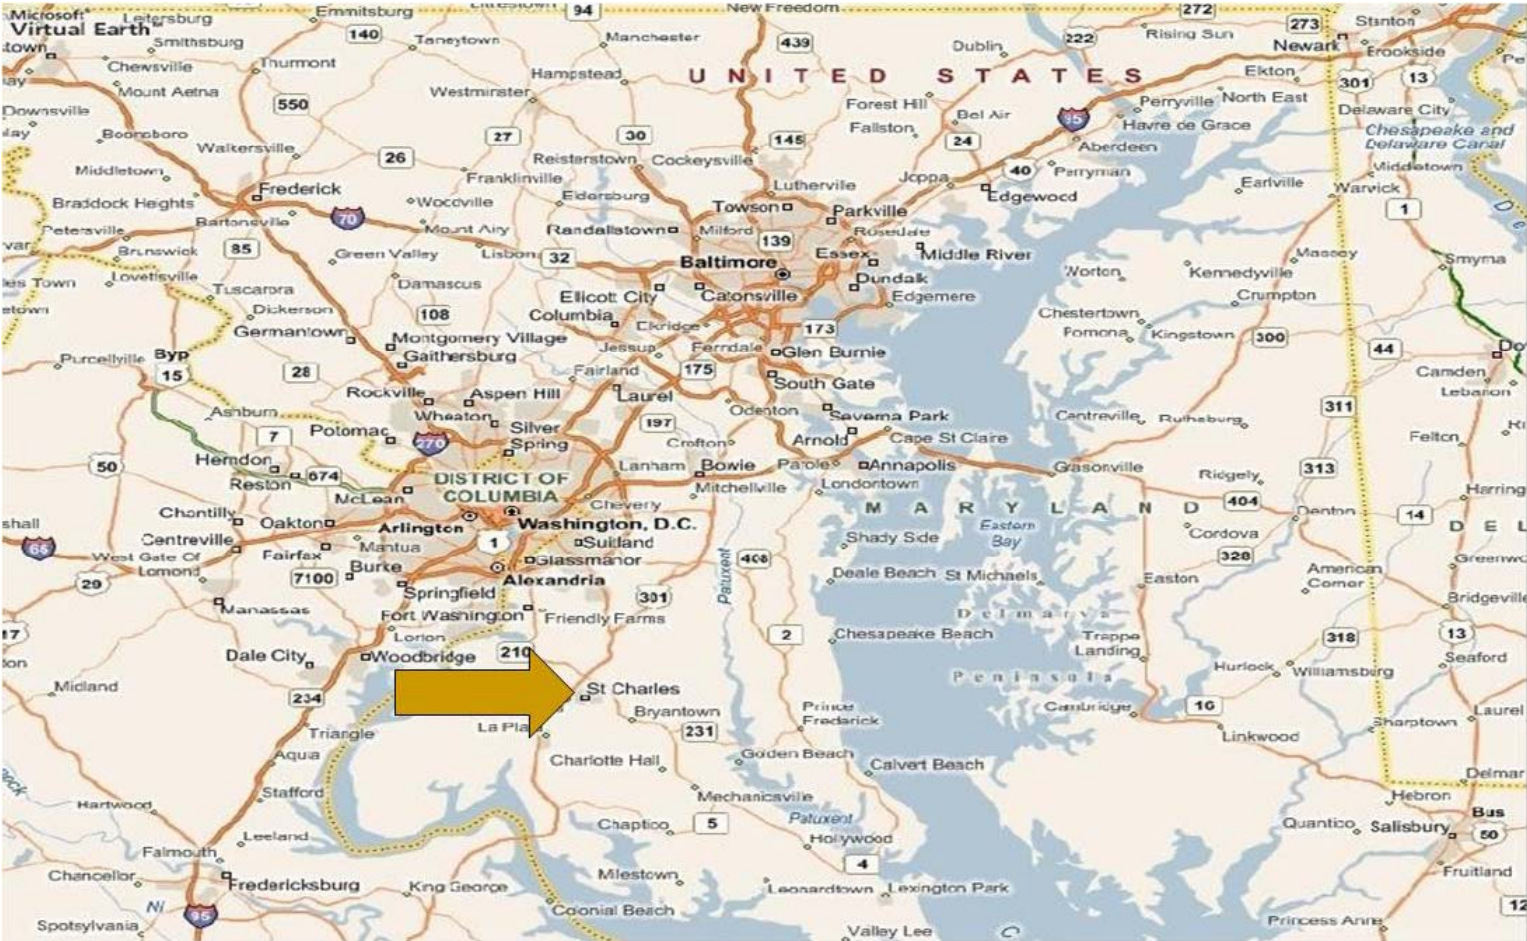 Microsoft®
Virtual Earth™
Leitersburg
Emmitsburg
Littlestown
94
New Freedom
272
273
Stanton
Smithsburg
140
Taneytown
Manchester
439
Dublin
222
Rising Sun
Newark
Brookside
Chewsville
Thurmont
Hampstead
UNITED STATES
Elkton
301
13
Mount Aetna
550
Westminster
Forest Hill
Bel Air
95
Perryville
North East
Delaware City
Downsville
Boonsboro
27
30
145
Fallston
24
Havre de Grace
Chesapeake and
Delaware Canal
Walkersville
26
Reisterstown
Cockeysville
Aberdeen
Middletown
Middletown
Franklinville
Joppa
40
Perryman
Earlville
Warwick
Frederick
Eldersburg
Lutherville
Edgewood
Braddock Heights
70
Woodville
Towson
Parkville
1
Petersville
Bartonsville
Mount Airy
Randallstown
Milford
139
Rosedale
Brunswick
85
Green Valley
Lisbon
32
Baltimore
Essex
Middle River
Massey
Smyrna
Lovettsville
Tuscarora
Damascus
Ellicott City
Catonsville
Dundalk
Edgemere
Worton
Kennedyville
Crumpton
Dickerson
108
Columbia
Elkridge
173
Chestertown
Germantown
Montgomery Village
Pomona
Kingstown
300
Purcellville
Byp
15
Gaithersburg
Jessup
Ferndale
Glen Burnie
44
28
Fairland
175
South Gate
Camden
Lebanon
Rockville
Aspen Hill
Laurel
Ashburn
Wheaton
Odenton
Severna Park
Centreville
Ruthsburg
311
7
Potomac
270
Silver
Spring
197
Crofton
Arnold
Cape St Claire
Felton
50
Herndon
674
Lanham
Bowie
Parole
Annapolis
Grasonville
Ridgely
313
Reston
McLean
DISTRICT OF
COLUMBIA
Mitchellville
Londontown
404
Chantilly
Oakton
Arlington
Cheverly
MARYLAND
Denton
14
66
Centreville
Washington, D.C.
Eastern
Bay
Cordova
West Gate Of
Lomond
Fairfax
Mantua
1
Suitland
Shady Side
328
29
7100
Burke
Glassmanor
Patuxent
408
American
Corner
Alexandria
Deale Beach
St Michaels
Easton
Springfield
301
Bridgeville
Manassas
Fort Washington
Friendly Farms
Delmarva
17
Lorton
2
Chesapeake Beach
Trappe
Landing
318
13
Dale City
Woodbridge
210
Hurlock
Williamsburg
Seaford
Midland
234
St Charles
Peninsula
Bryantown
Prince
Frederick
Cambridge
16
Laurel
Triangle
231
Linkwood
Sharptown
Aquia
Charlotte Hall
Golden Beach
Calvert Beach
Delmar
Stafford
Mechanicsville
Hebron
Hartwood
Chaptico
5
Patuxent
Quantico
Salisbury
Bus
50
Leeland
Hollywood
Falmouth
4
Chancellor
Fredericksburg
King George
Milestown
Leonardtown
Lexington Park
Fruitland
Ni
95
Colonial Beach
12
Spotsylvania
Valley Lee
Princess Anne